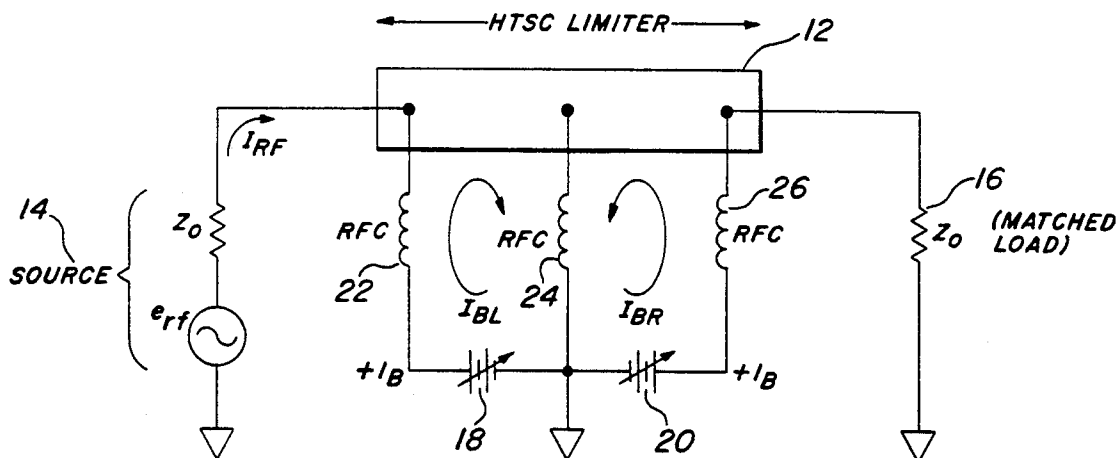 HTSC LIMITER
12
I_RF
14
SOURCE
Z_o
e_rf
RFC
22
I_BL
RFC
24
I_BR
26
RFC
16
Z_o
(MATCHED
LOAD)
+I_B
18
20
+I_B